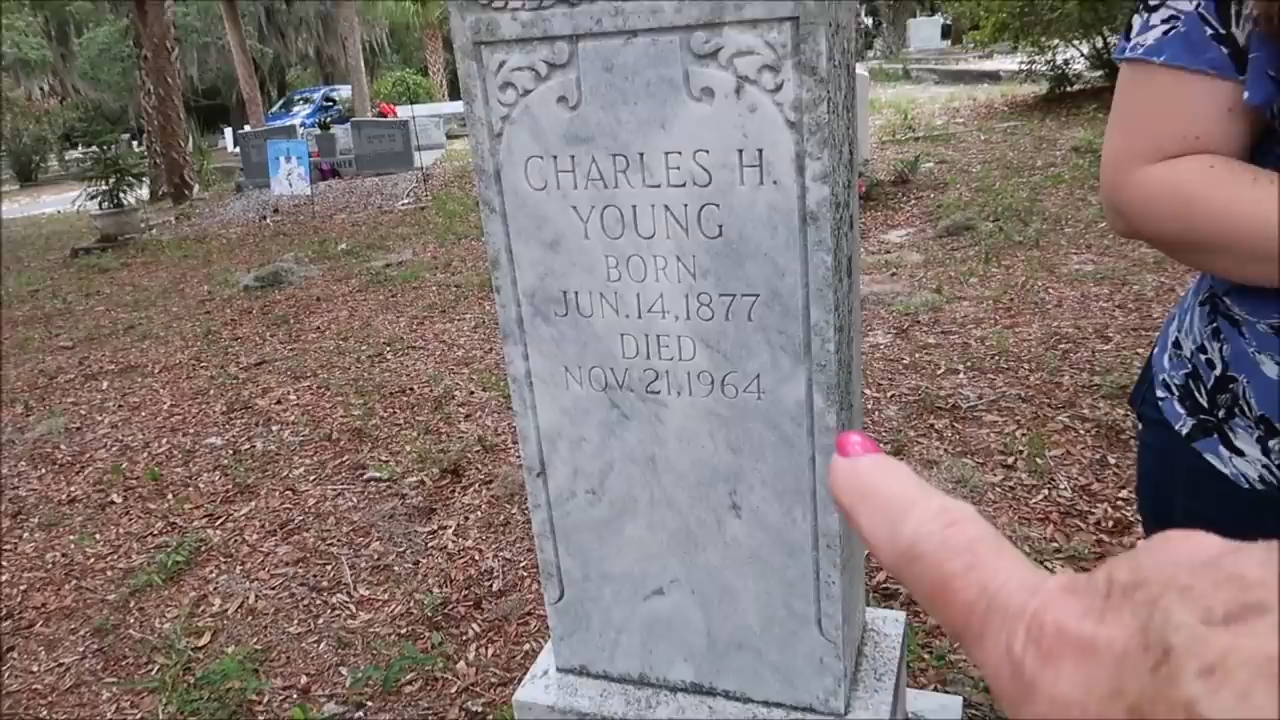 CHARLES H.
YOUNG
BORN
JUN.14,1877
DIED
NOV. 21,1964